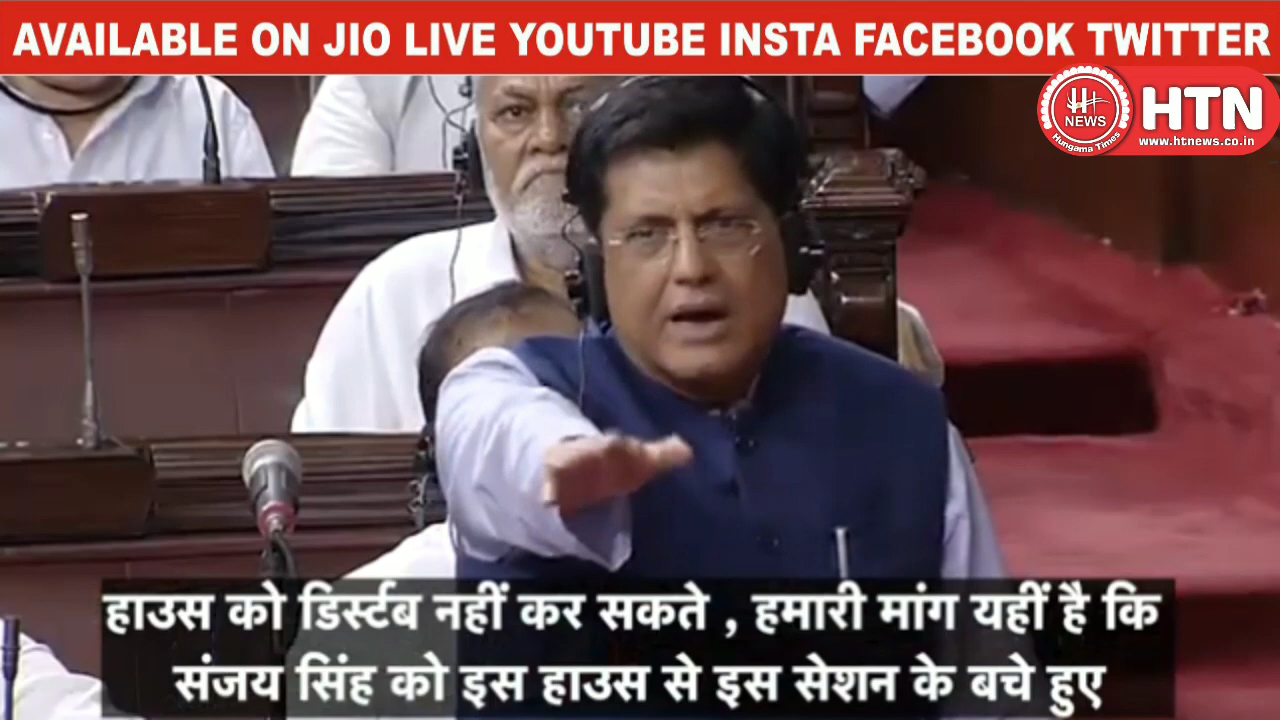 AVAILABLE ON JIO LIVE YOUTUBE INSTA FACEBOOK TWITTER
HTN
NEWS
Hungama Times
www.htnews.co.in
हाउस को डिर्स्टब नहीं कर सकते , हमारी मांग यहीं है कि
संजय सिंह को इस हाउस से इस सेशन के बचे हुए